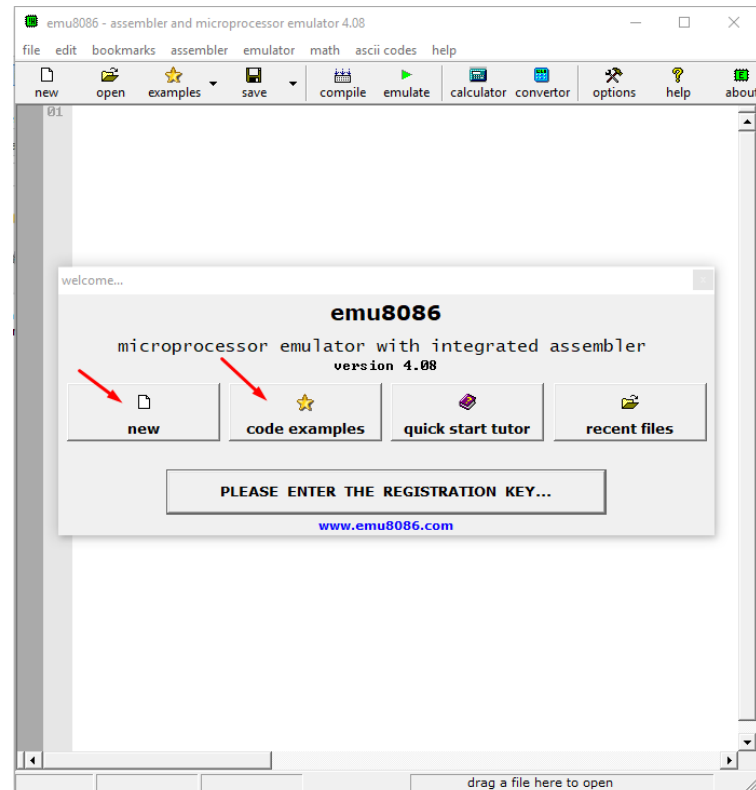 emu8086 - assembler and microprocessor emulator 4.08
file edit bookmarks assembler emulator math ascii codes help
new open examples save compile emulate calculator convertor options help about
01
welcome...
emu8086
microprocessor emulator with integrated assembler
version 4.08
new code examples quick start tutor recent files
PLEASE ENTER THE REGISTRATION KEY...
www.emu8086.com
drag a file here to open